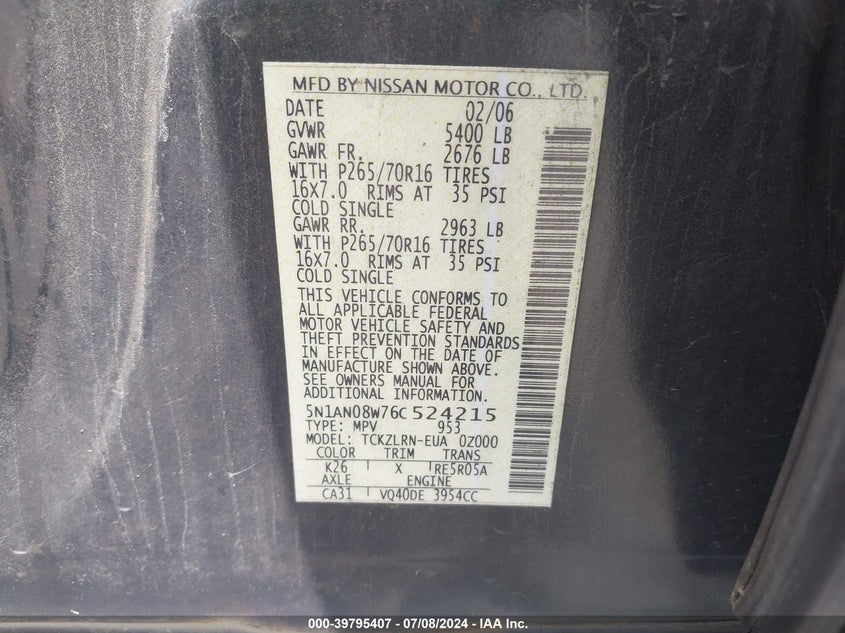 MFD BY NISSAN MOTOR CO., LTD.
DATE 02/06
GVWR 5400 LB
GAWR FR. 2676 LB
WITH P265/70R16 TIRES
16X7.0 RIMS AT 35 PSI
COLD SINGLE
GAWR RR. 2963 LB
WITH P265/70R16 TIRES
16X7.0 RIMS AT 35 PSI
COLD SINGLE
THIS VEHICLE CONFORMS TO
ALL APPLICABLE FEDERAL
MOTOR VEHICLE SAFETY AND
THEFT PREVENTION STANDARDS
IN EFFECT ON THE DATE OF
MANUFACTURE SHOWN ABOVE.
SEE OWNERS MANUAL FOR
ADDITIONAL INFORMATION.
5N1AN08W76C524215
TYPE: MPV 953
MODEL: TCKZLRN-EUA 0Z000
COLOR TRIM TRANS
K26 X RE5R05A
AXLE ENGINE
CA31 VQ40DE 3954CC
000-39795407 - 07/08/2024 - IAA Inc.